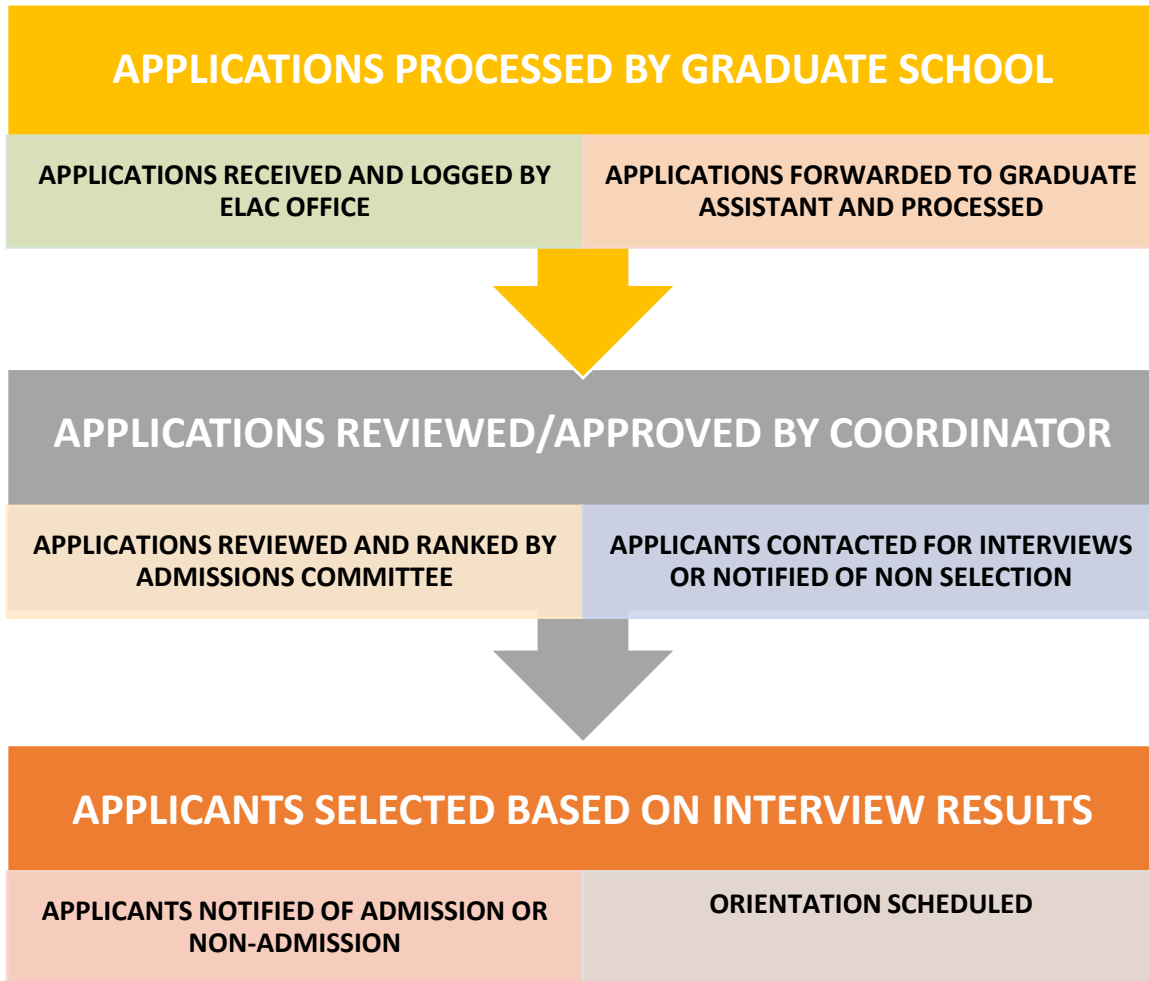 APPLICATIONS PROCESSED BY GRADUATE SCHOOL
APPLICATIONS RECEIVED AND LOGGED BY
ELAC OFFICE
APPLICATIONS FORWARDED TO GRADUATE
ASSISTANT AND PROCESSED
APPLICATIONS REVIEWED/APPROVED BY COORDINATOR
APPLICATIONS REVIEWED AND RANKED BY
ADMISSIONS COMMITTEE
APPLICANTS CONTACTED FOR INTERVIEWS
OR NOTIFIED OF NON SELECTION
APPLICANTS SELECTED BASED ON INTERVIEW RESULTS
APPLICANTS NOTIFIED OF ADMISSION OR
NON-ADMISSION
ORIENTATION SCHEDULED